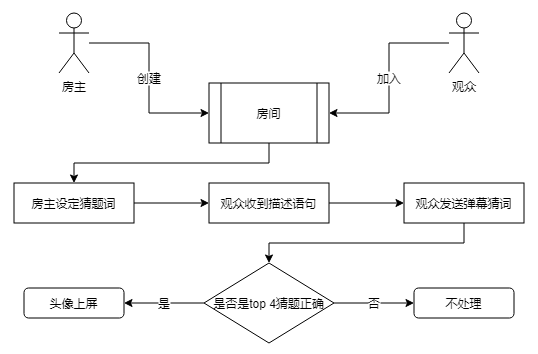 房主
观众
创建
加入
房间
房主设定猜题词
观众收到描述语句
观众发送弹幕猜词
是否是top 4猜题正确
头像上屏
是
否
不处理